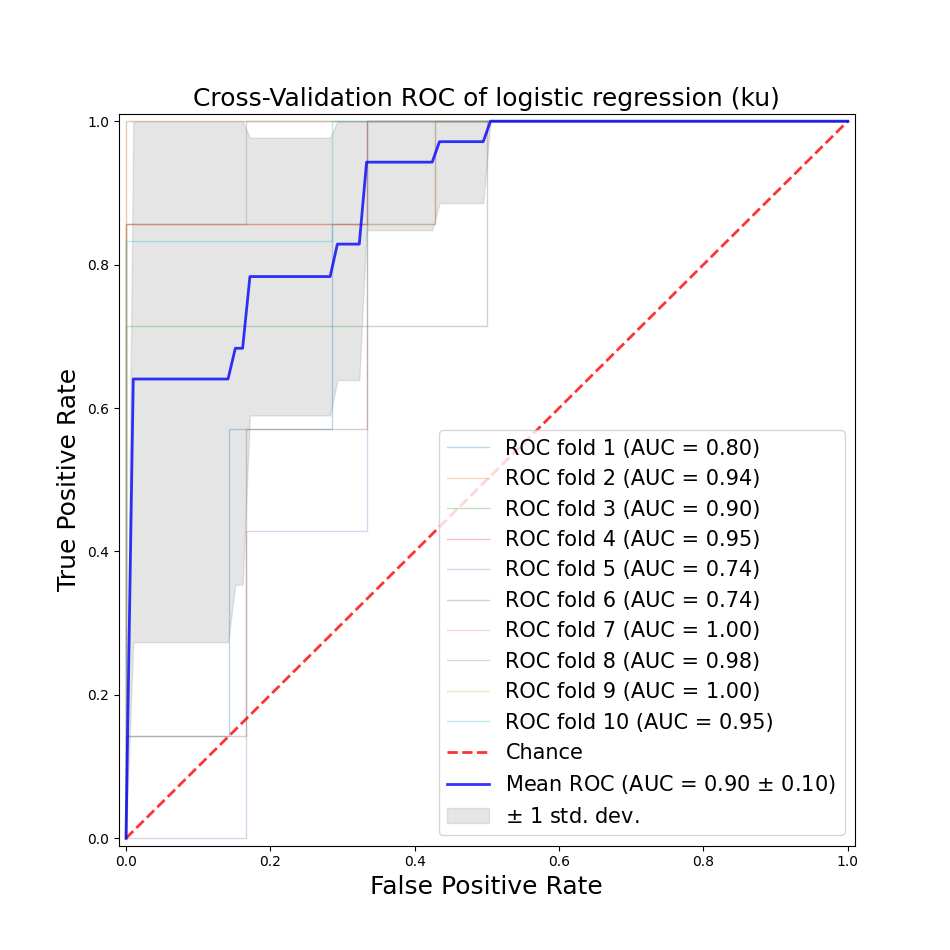 Cross-Validation ROC of logistic regression (ku)
1.0
0.8
0.6
0.4
0.2
0.0
True Positive Rate
ROC fold 1 (AUC = 0.80)
ROC fold 2 (AUC = 0.94)
ROC fold 3 (AUC = 0.90)
ROC fold 4 (AUC = 0.95)
ROC fold 5 (AUC = 0.74)
ROC fold 6 (AUC = 0.74)
ROC fold 7 (AUC = 1.00)
ROC fold 8 (AUC = 0.98)
ROC fold 9 (AUC = 1.00)
ROC fold 10 (AUC = 0.95)
Chance
Mean ROC (AUC = 0.90 ± 0.10)
± 1 std. dev.
0.0 0.2 0.4 0.6 0.8 1.0
False Positive Rate